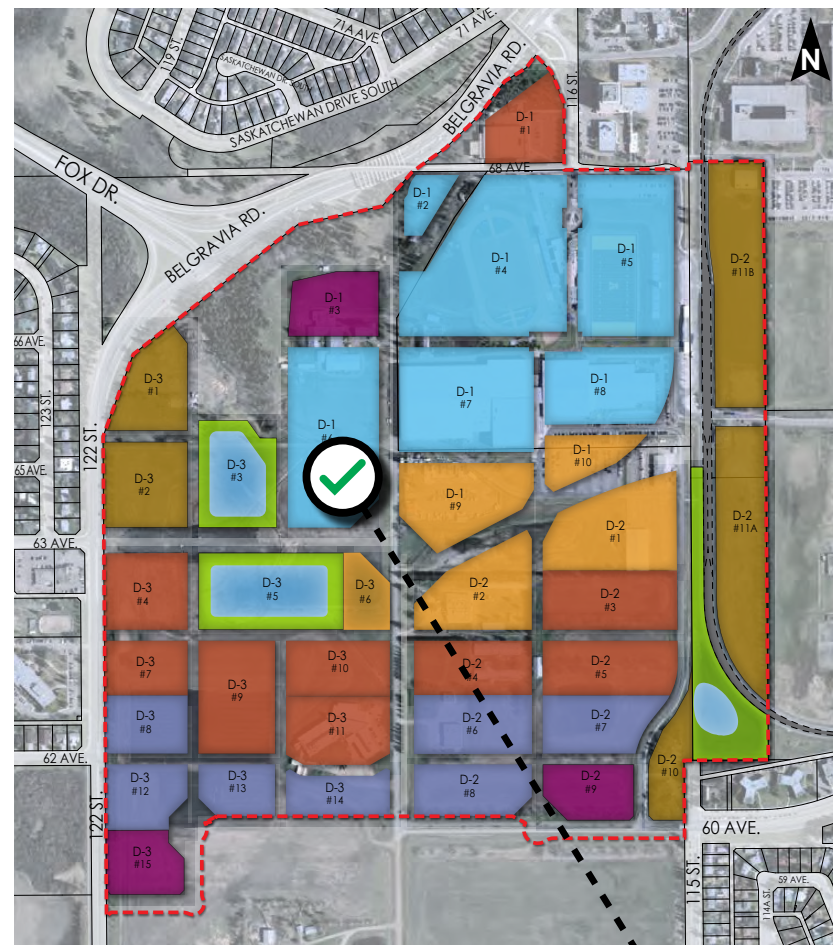 71A AVE.
71 AVE.
119 ST.
SASKATCHEWAN DR. SOUTH
SASKATCHEWAN DRIVE SOUTH
BELGRAVIA RD.
116 ST.
N
D-1
#1
68 AVE.
FOX DR.
BELGRAVIA RD.
D-1
#2
D-1
#4
D-1
#5
D-2
#11B
D-1
#3
66 AVE.
123 ST.
122 ST.
D-3
#1
D-1
#6
D-1
#7
D-1
#8
65 AVE.
D-3
#2
D-3
#3
D-1
#9
D-1
#10
D-2
#1
D-2
#11A
63 AVE.
D-3
#4
D-3
#5
D-3
#6
D-2
#2
D-2
#3
D-3
#7
D-3
#9
D-3
#10
D-2
#4
D-2
#5
D-3
#8
D-3
#11
D-2
#6
D-2
#7
62 AVE.
D-3
#12
D-3
#13
D-3
#14
D-2
#8
D-2
#9
D-2
#10
122 ST.
60 AVE.
D-3
#15
115 ST.
59 AVE.
114A ST.